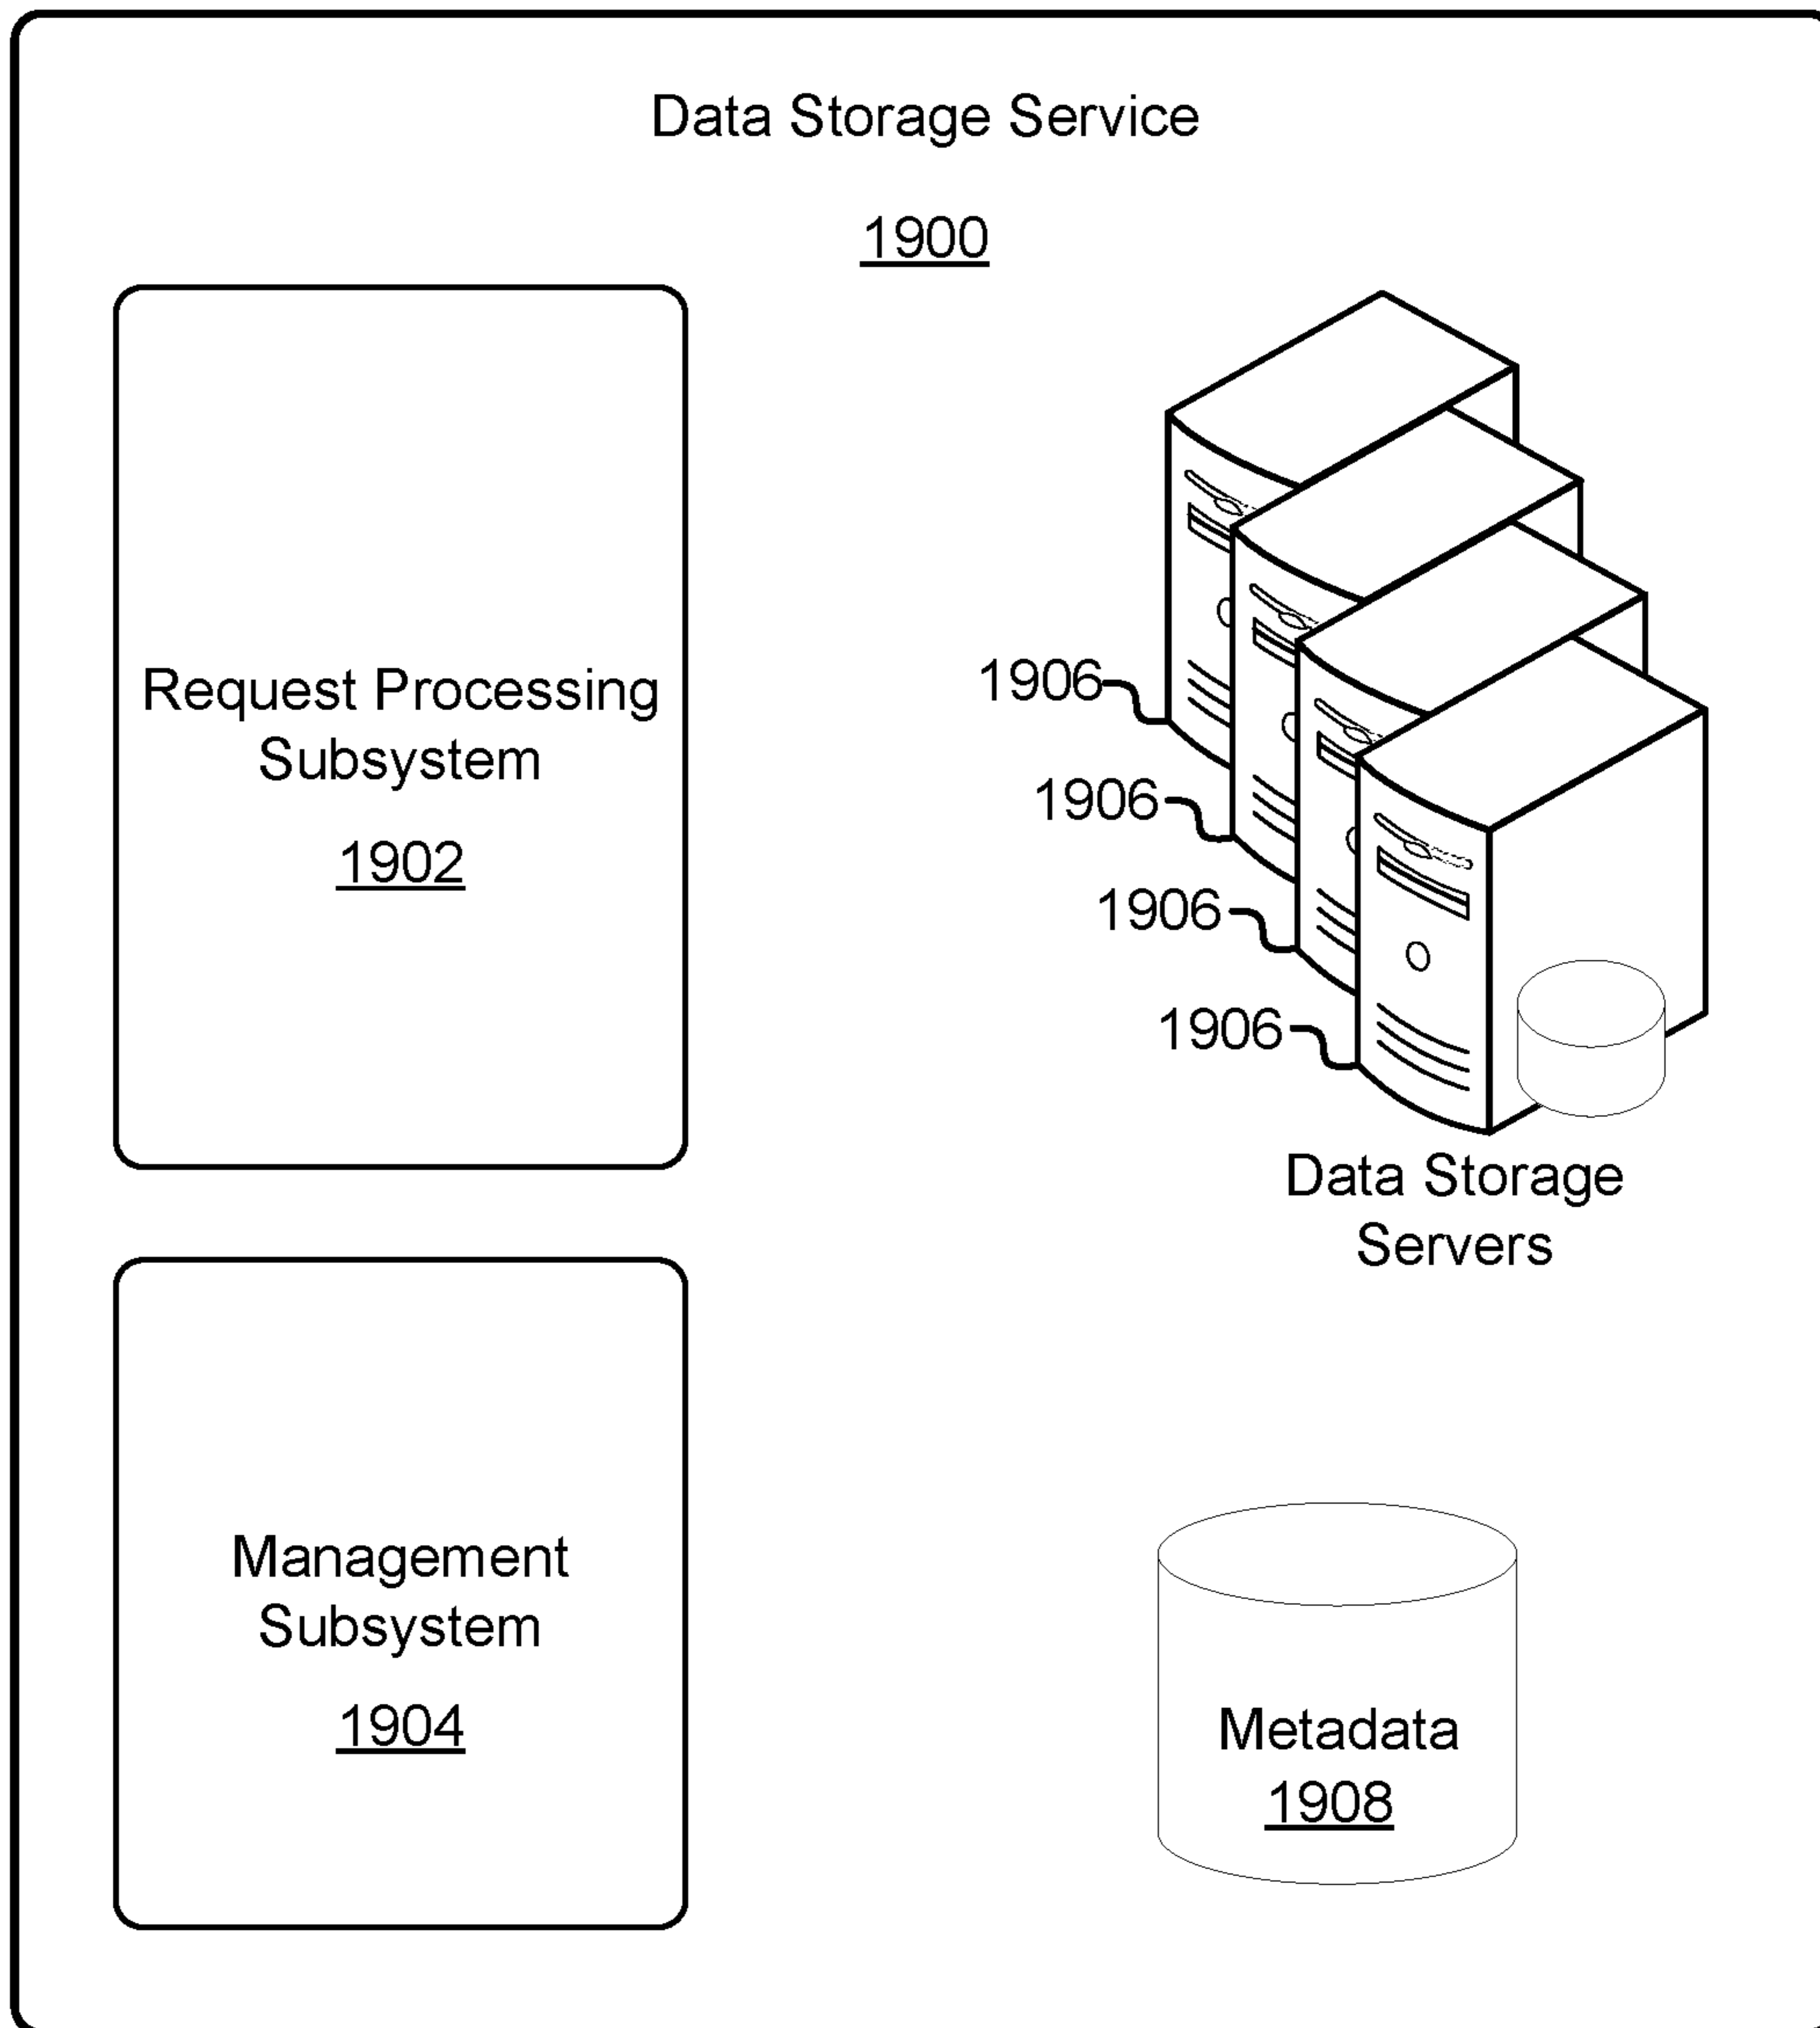 Data Storage Service
1900
Request Processing
Subsystem
1902
1906
1906
1906
1906
Data Storage
Servers
Management
Subsystem
1904
Metadata
1908